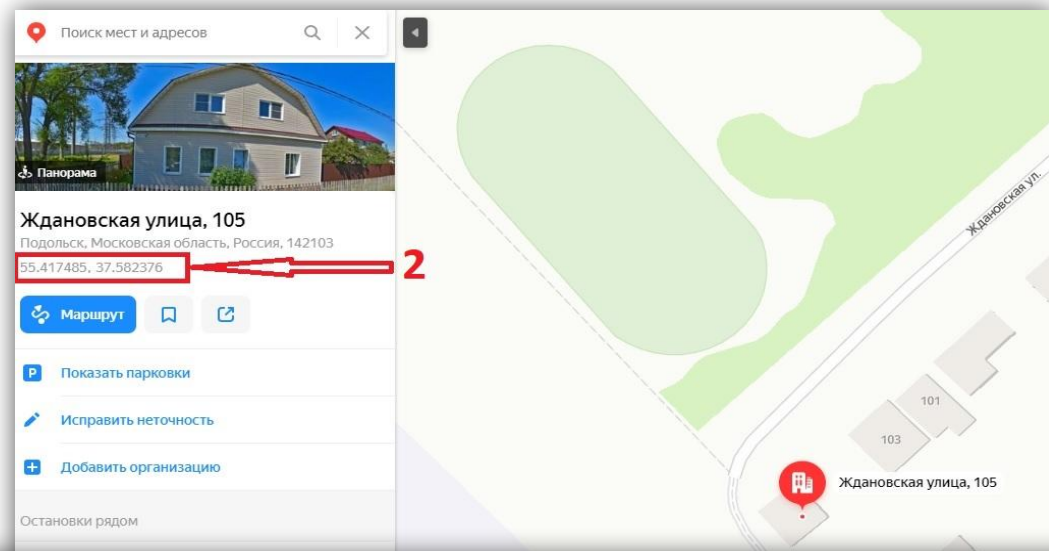 Поиск мест и адресов
Панорама
Ждановская улица, 105
Подольск, Московская область, Россия, 142103
55.417485, 37.582376
2
Маршрут
P Показать парковки
Исправить неточность
Добавить организацию
Остановки рядом
Ждановская ул.
101
103
Ждановская улица, 105